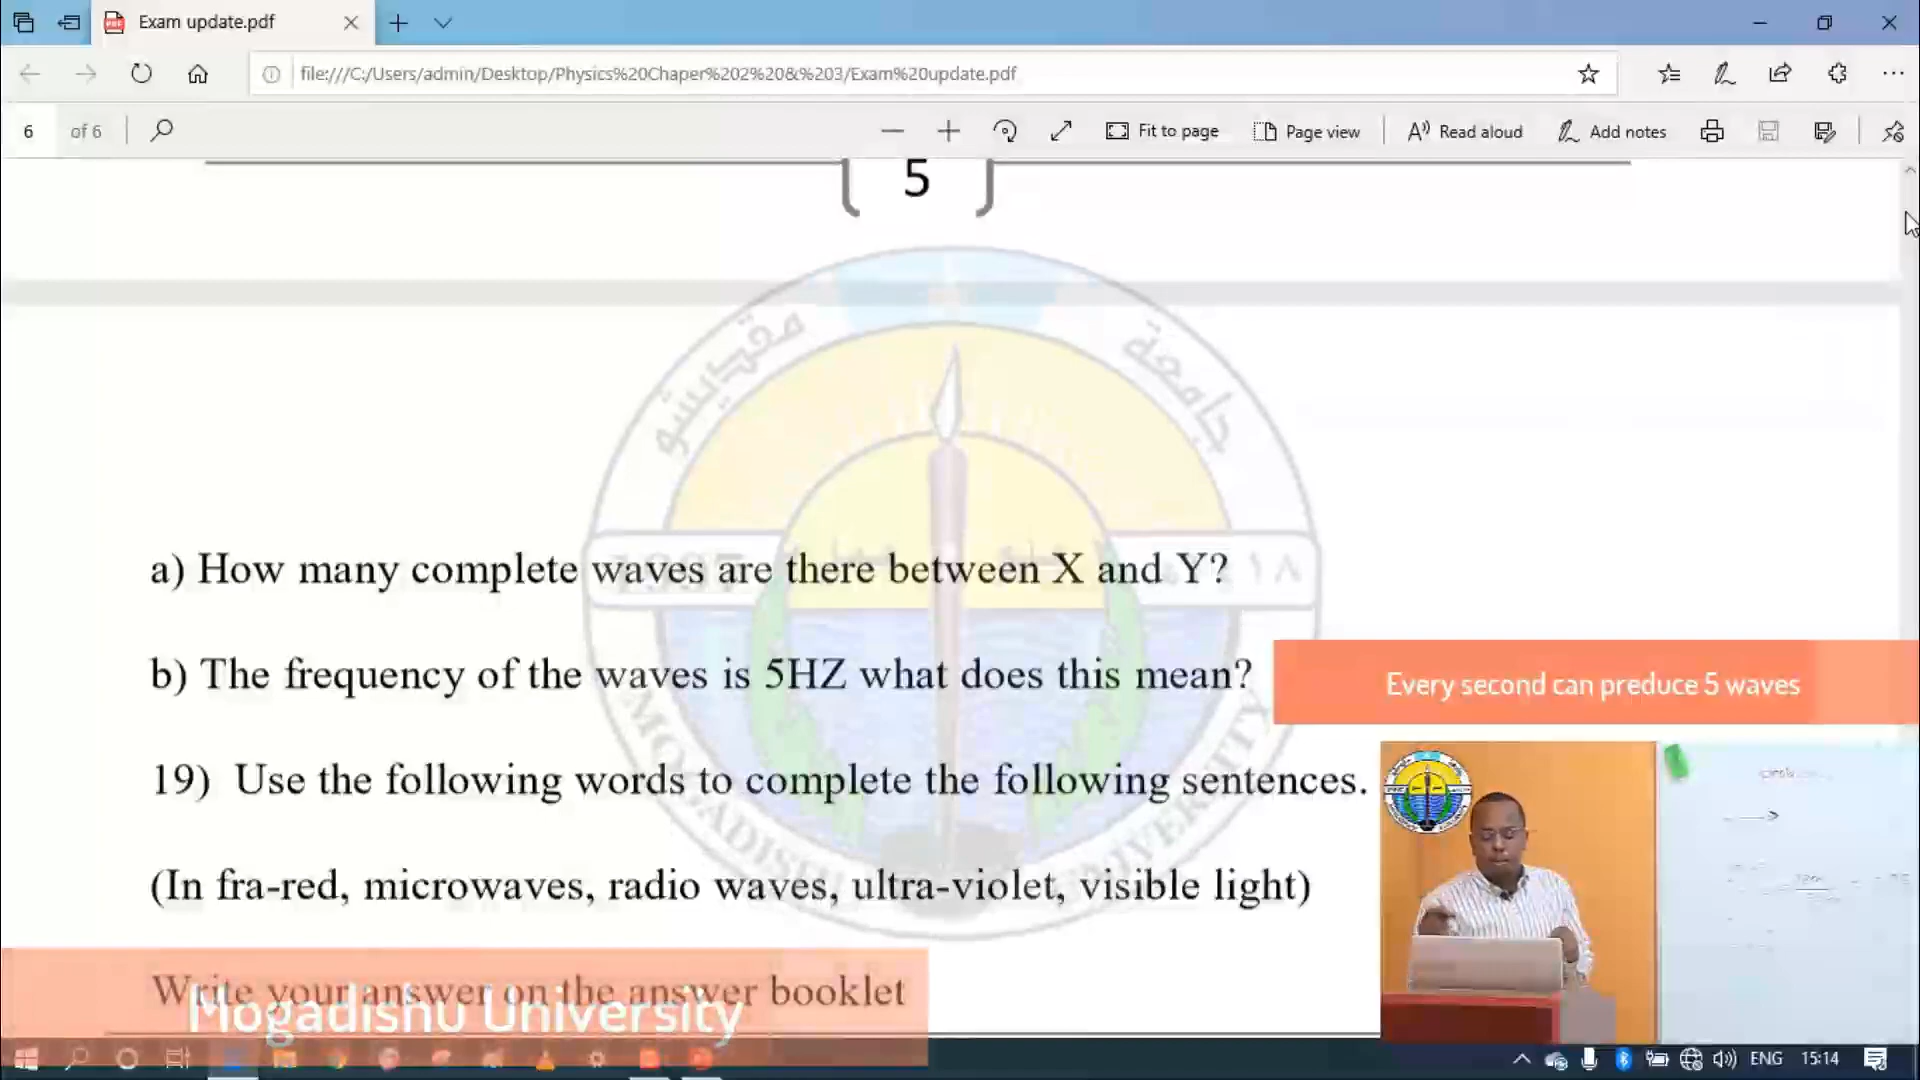 Exam update.pdf
file:///C:/Users/admin/Desktop/Physics%20Chaper%202%20&%203/Exam%20update.pdf
6 of 6
Fit to page
Page view
Read aloud
Add notes
5
جامعة مقديشو
a) How many complete waves are there between X and Y?
b) The frequency of the waves is 5HZ what does this mean?
Every second can preduce 5 waves
19) Use the following words to complete the following sentences.
(In fra-red, microwaves, radio waves, ultra-violet, visible light)
Write your answer on the answer booklet
Mogadishu University
MOGADISHU UNIVERSITY
ENG
15:14